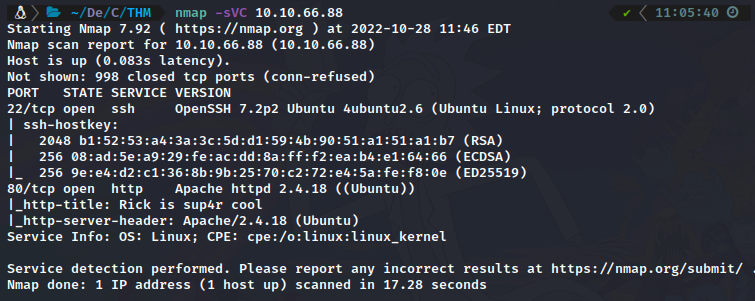 ~/De/C/THM nmap -sVC 10.10.66.88 ✔ 11:05:40
Starting Nmap 7.92 ( https://nmap.org ) at 2022-10-28 11:46 EDT
Nmap scan report for 10.10.66.88 (10.10.66.88)
Host is up (0.083s latency).
Not shown: 998 closed tcp ports (conn-refused)
PORT   STATE SERVICE VERSION
22/tcp open  ssh     OpenSSH 7.2p2 Ubuntu 4ubuntu2.6 (Ubuntu Linux; protocol 2.0)
| ssh-hostkey:
|   2048 b1:52:53:a4:3a:3c:5d:d1:59:4b:90:51:a1:51:a1:b7 (RSA)
|   256 08:ad:5e:a9:29:fe:ac:dd:8a:ff:f2:ea:b4:e1:64:66 (ECDSA)
|_  256 9e:e4:d2:c1:36:8b:9b:25:70:c2:72:e4:5a:fe:f8:0e (ED25519)
80/tcp open  http    Apache httpd 2.4.18 ((Ubuntu))
|_http-title: Rick is sup4r cool
|_http-server-header: Apache/2.4.18 (Ubuntu)
Service Info: OS: Linux; CPE: cpe:/o:linux:linux_kernel
Service detection performed. Please report any incorrect results at https://nmap.org/submit/ .
Nmap done: 1 IP address (1 host up) scanned in 17.28 seconds